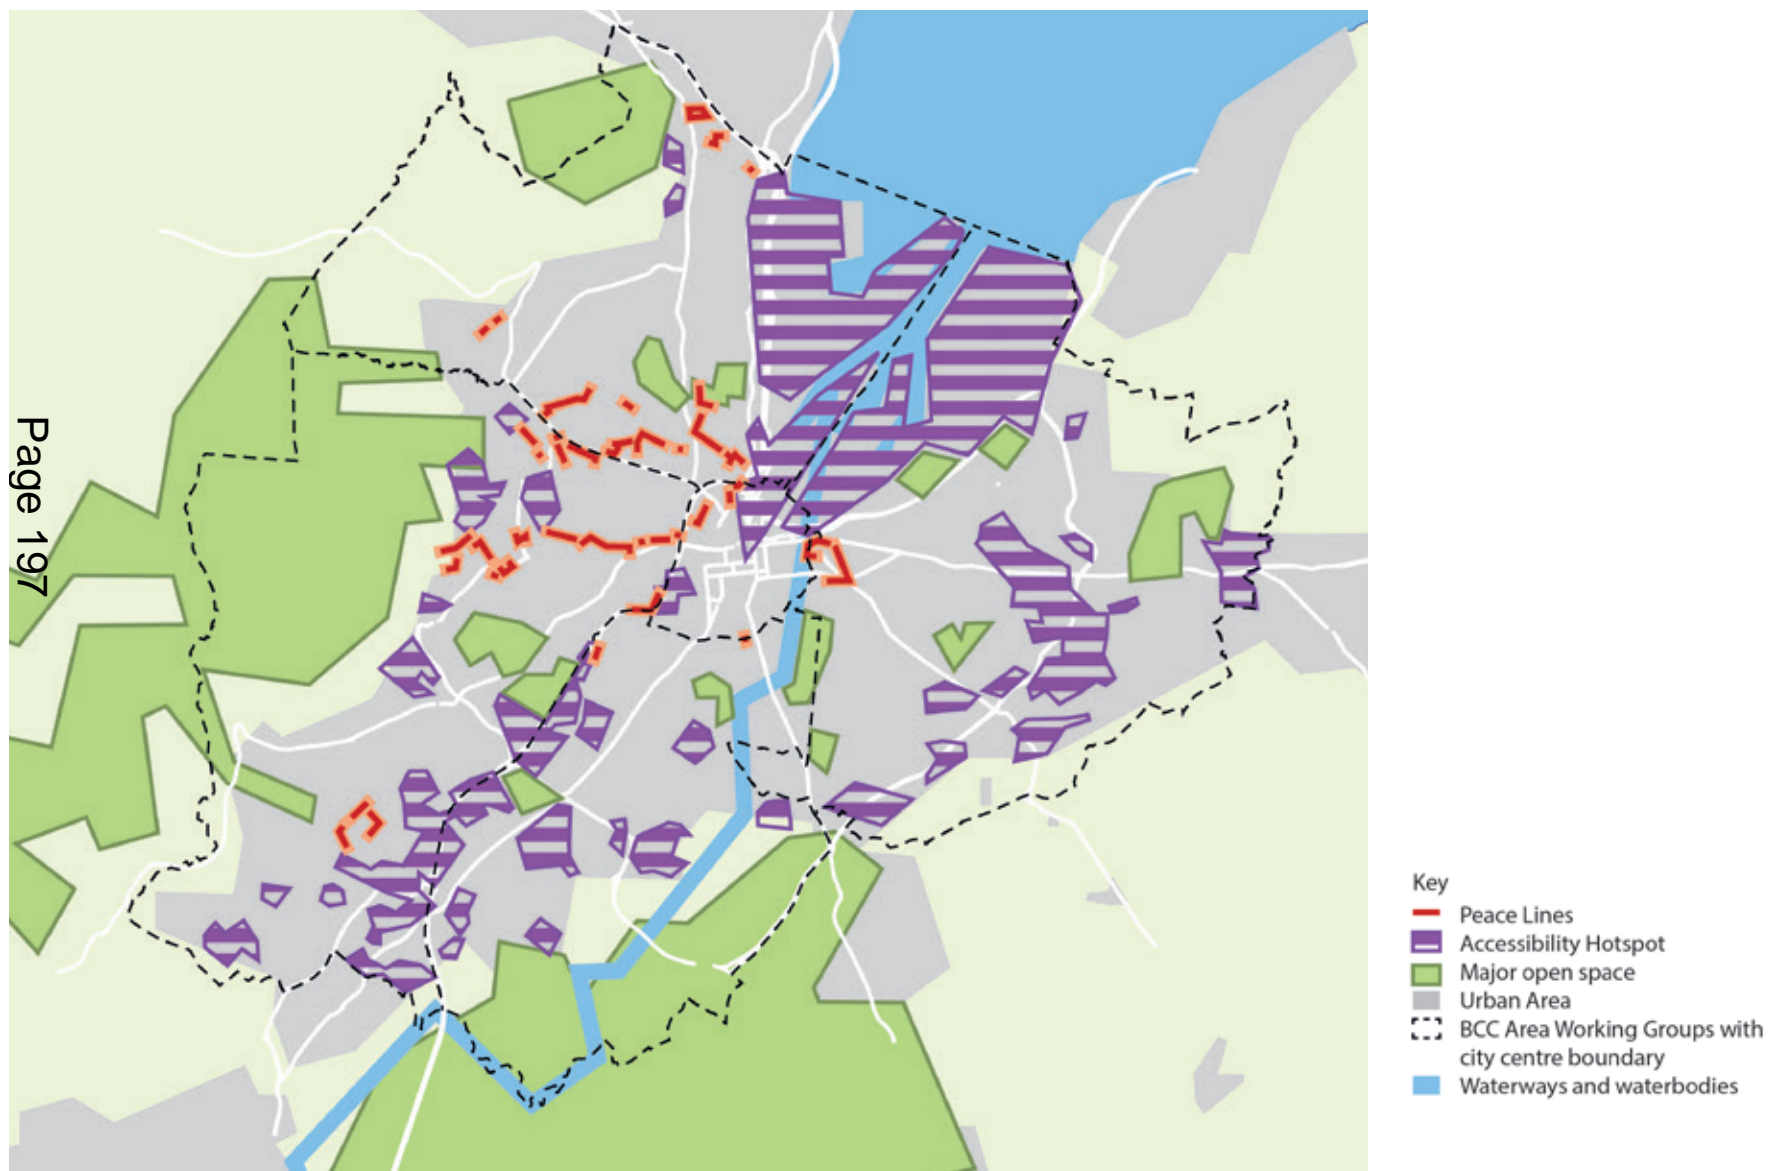 Page 197
Key
Peace Lines
Accessibility Hotspot
Major open space
Urban Area
BCC Area Working Groups with
city centre boundary
Waterways and waterbodies